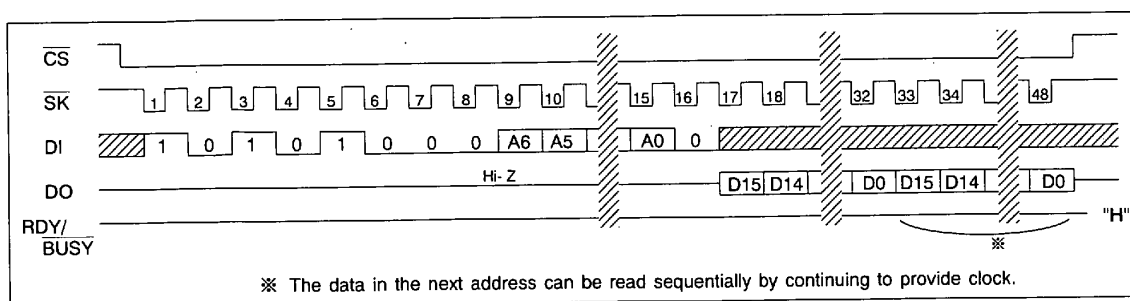 CS
SK 1 2 3 4 5 6 7 8 9 10 15 16 17 18 32 33 34 48
DI 1 0 1 0 1 0 0 0 A6 A5 A0 0
DO Hi-Z D15 D14 D0 D15 D14 D0
RDY/
BUSY "H"
※
※ The data in the next address can be read sequentially by continuing to provide clock.